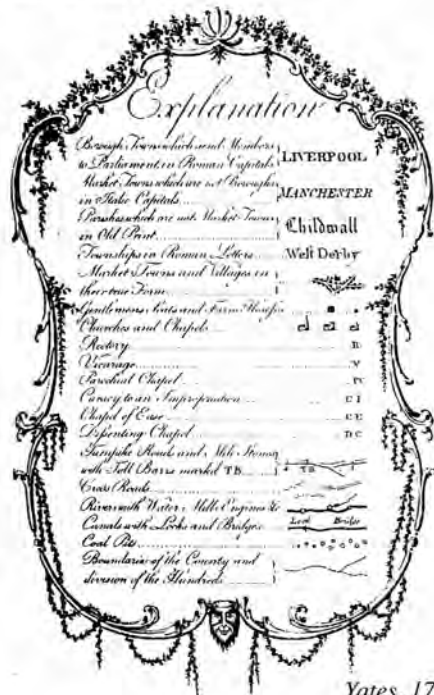 Explanation
Borough Towns which send Members
to Parliament, in Roman Capitals LIVERPOOL
Market Towns which are not Boroughs
in Italic Capitals MANCHESTER
Parishes which are not Market Towns
in Old Print Childwall
Townships in Roman Letters West Derby
Market Towns and Villages in
their true Form
Gentlemens Seats and Farm Houses
Churches and Chapels
Rectory R
Vicarage V
Parochial Chapel PC
Curacy to an Impropriation CI
Chapel of Ease CE
Dissenting Chapel DC
Turnpike Roads and Mile Stones
with Toll Barrs marked TB TB
Cross Roads
Rivers with Water Mills Engines &c
Canals with Locks and Bridges Lock Bridge
Coal Pits
Boundaries of the County and
division of the Hundreds
Yates, 17